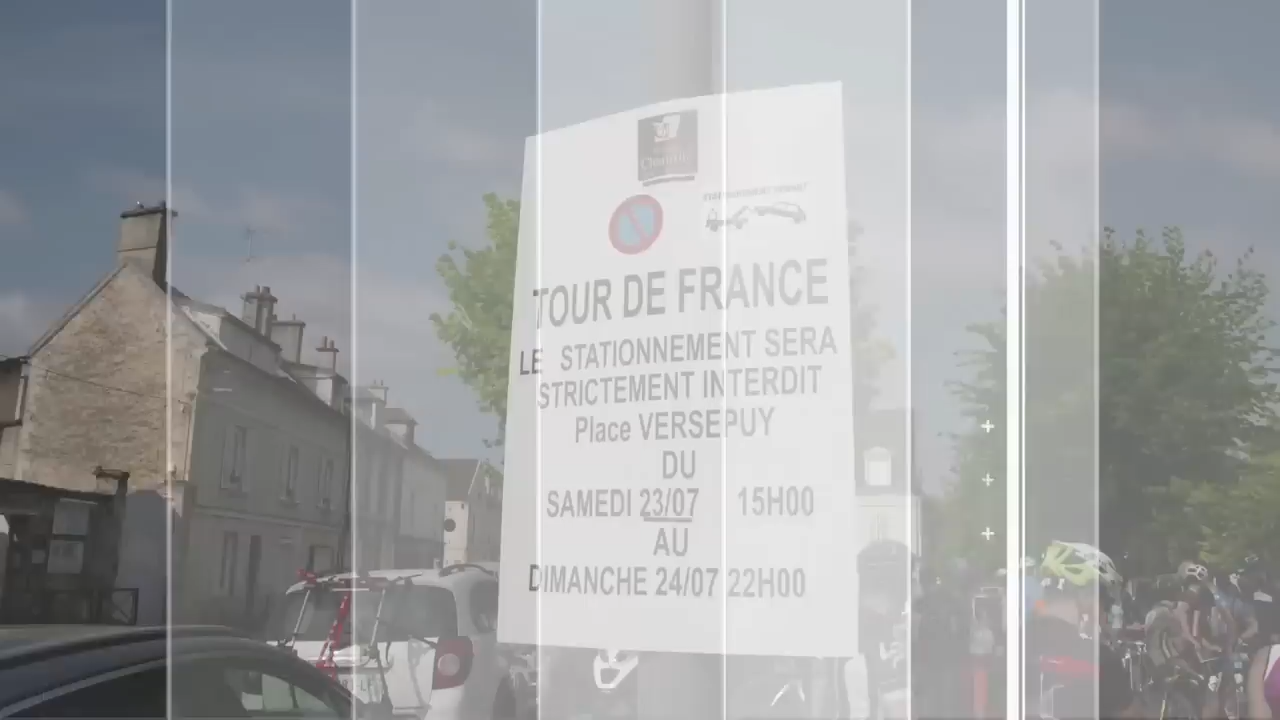 TOUR DE FRANCE
LE STATIONNEMENT SERA
STRICTEMENT INTERDIT
Place VERSEPUY
DU
SAMEDI 23/07 15H00
AU
DIMANCHE 24/07 22H00